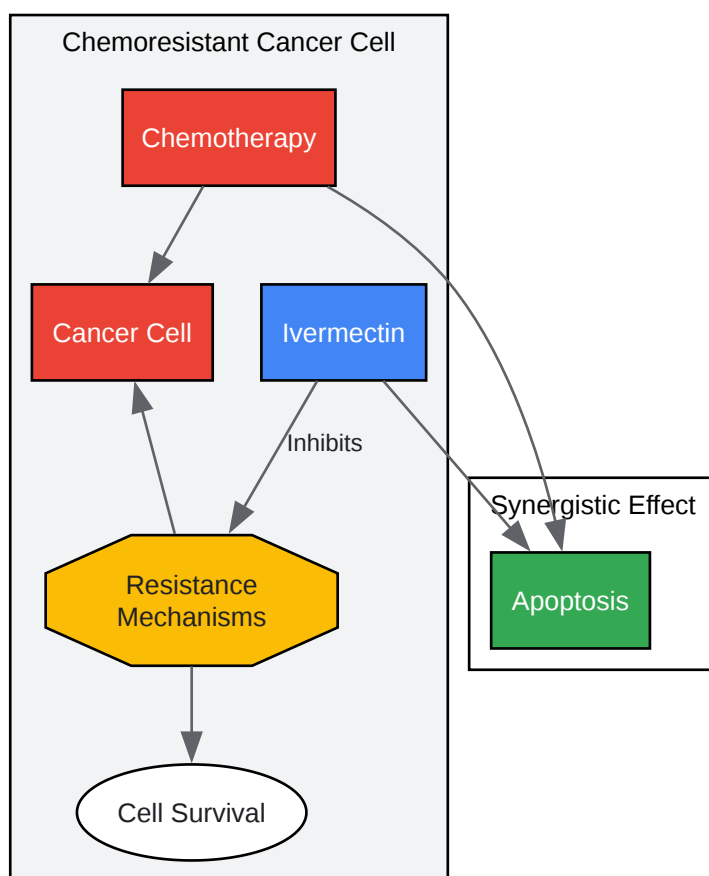 Chemoresistant Cancer Cell
Chemotherapy
Cancer Cell
Ivermectin
Inhibits
Synergistic Effect
Resistance
Mechanisms
Apoptosis
Cell Survival